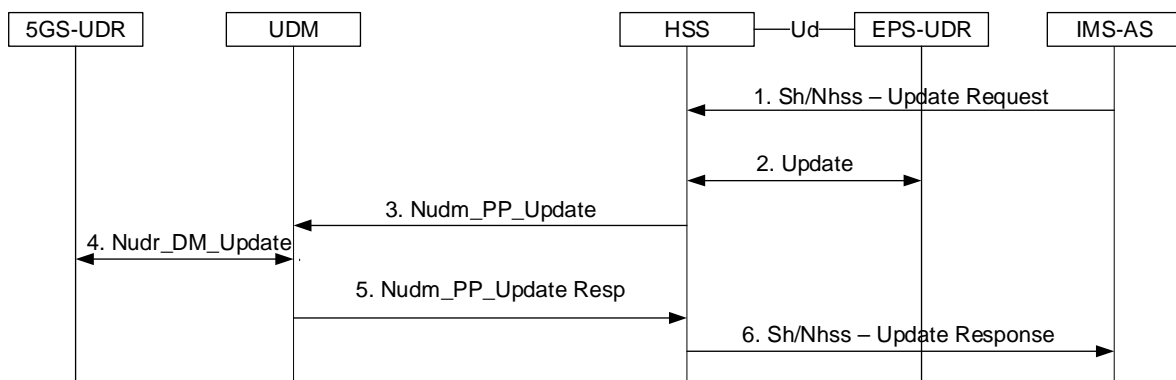 5GS-UDR
UDM
HSS
Ud
EPS-UDR
IMS-AS
1. Sh/Nhss – Update Request
2. Update
3. Nudm_PP_Update
4. Nudr_DM_Update
5. Nudm_PP_Update Resp
6. Sh/Nhss – Update Response